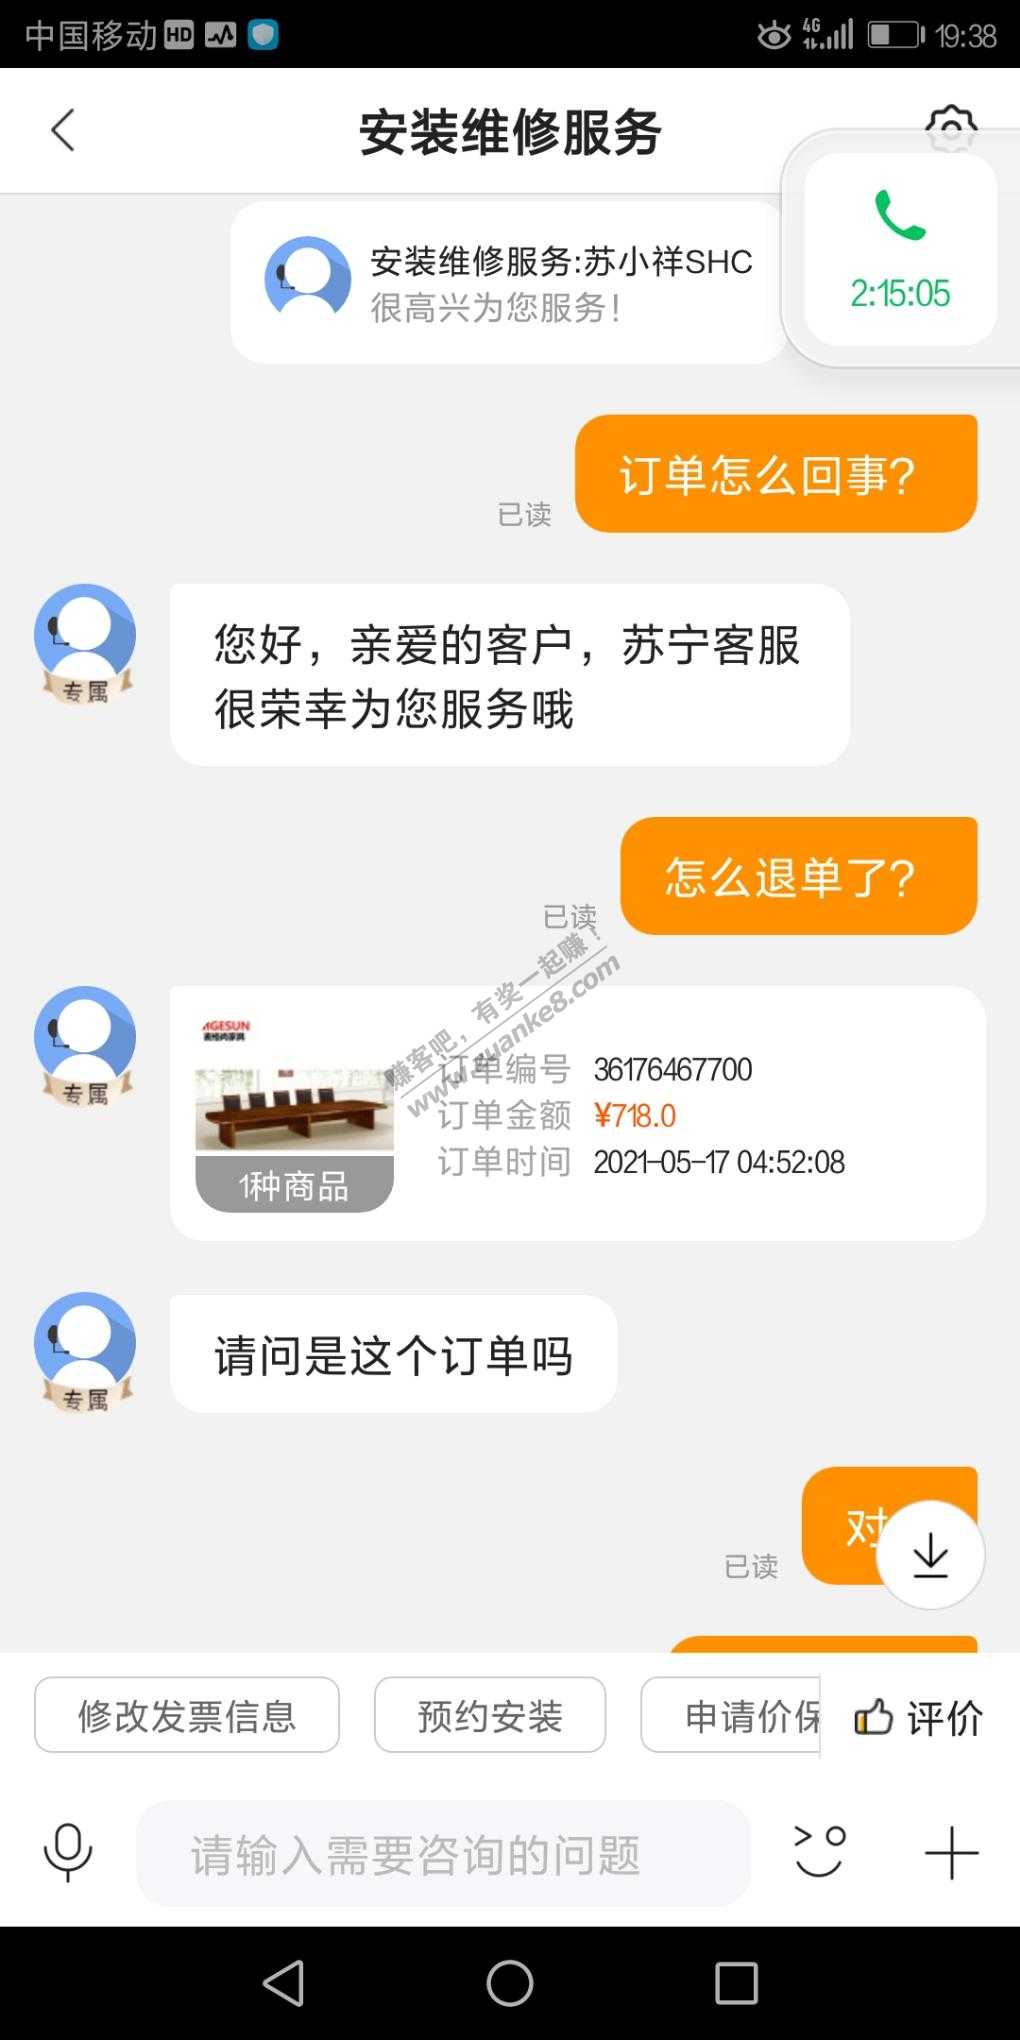 中国移动 HD 4G 19:38
安装维修服务
2:15:05
安装维修服务:苏小祥SHC
很高兴为您服务!
订单怎么回事?
已读
您好，亲爱的客户，苏宁客服
很荣幸为您服务哦
专属
怎么退单了?
已读
赚客吧，有奖一起赚！
www.zuanke8.com
AGESUN
订单编号 36176467700
订单金额 ¥718.0
订单时间 2021-05-17 04:52:08
1种商品
专属
请问是这个订单吗
专属
对
已读
修改发票信息 预约安装 申请价保 评价
请输入需要咨询的问题